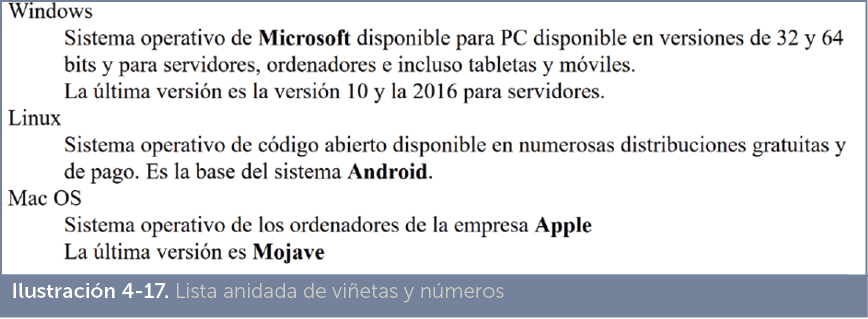 Windows
Sistema operativo de Microsoft disponible para PC disponible en versiones de 32 y 64
bits y para servidores, ordenadores e incluso tabletas y móviles.
La última versión es la versión 10 y la 2016 para servidores.
Linux
Sistema operativo de código abierto disponible en numerosas distribuciones gratuitas y
de pago. Es la base del sistema Android.
Mac OS
Sistema operativo de los ordenadores de la empresa Apple
La última versión es Mojave
Ilustración 4-17. Lista anidada de viñetas y números